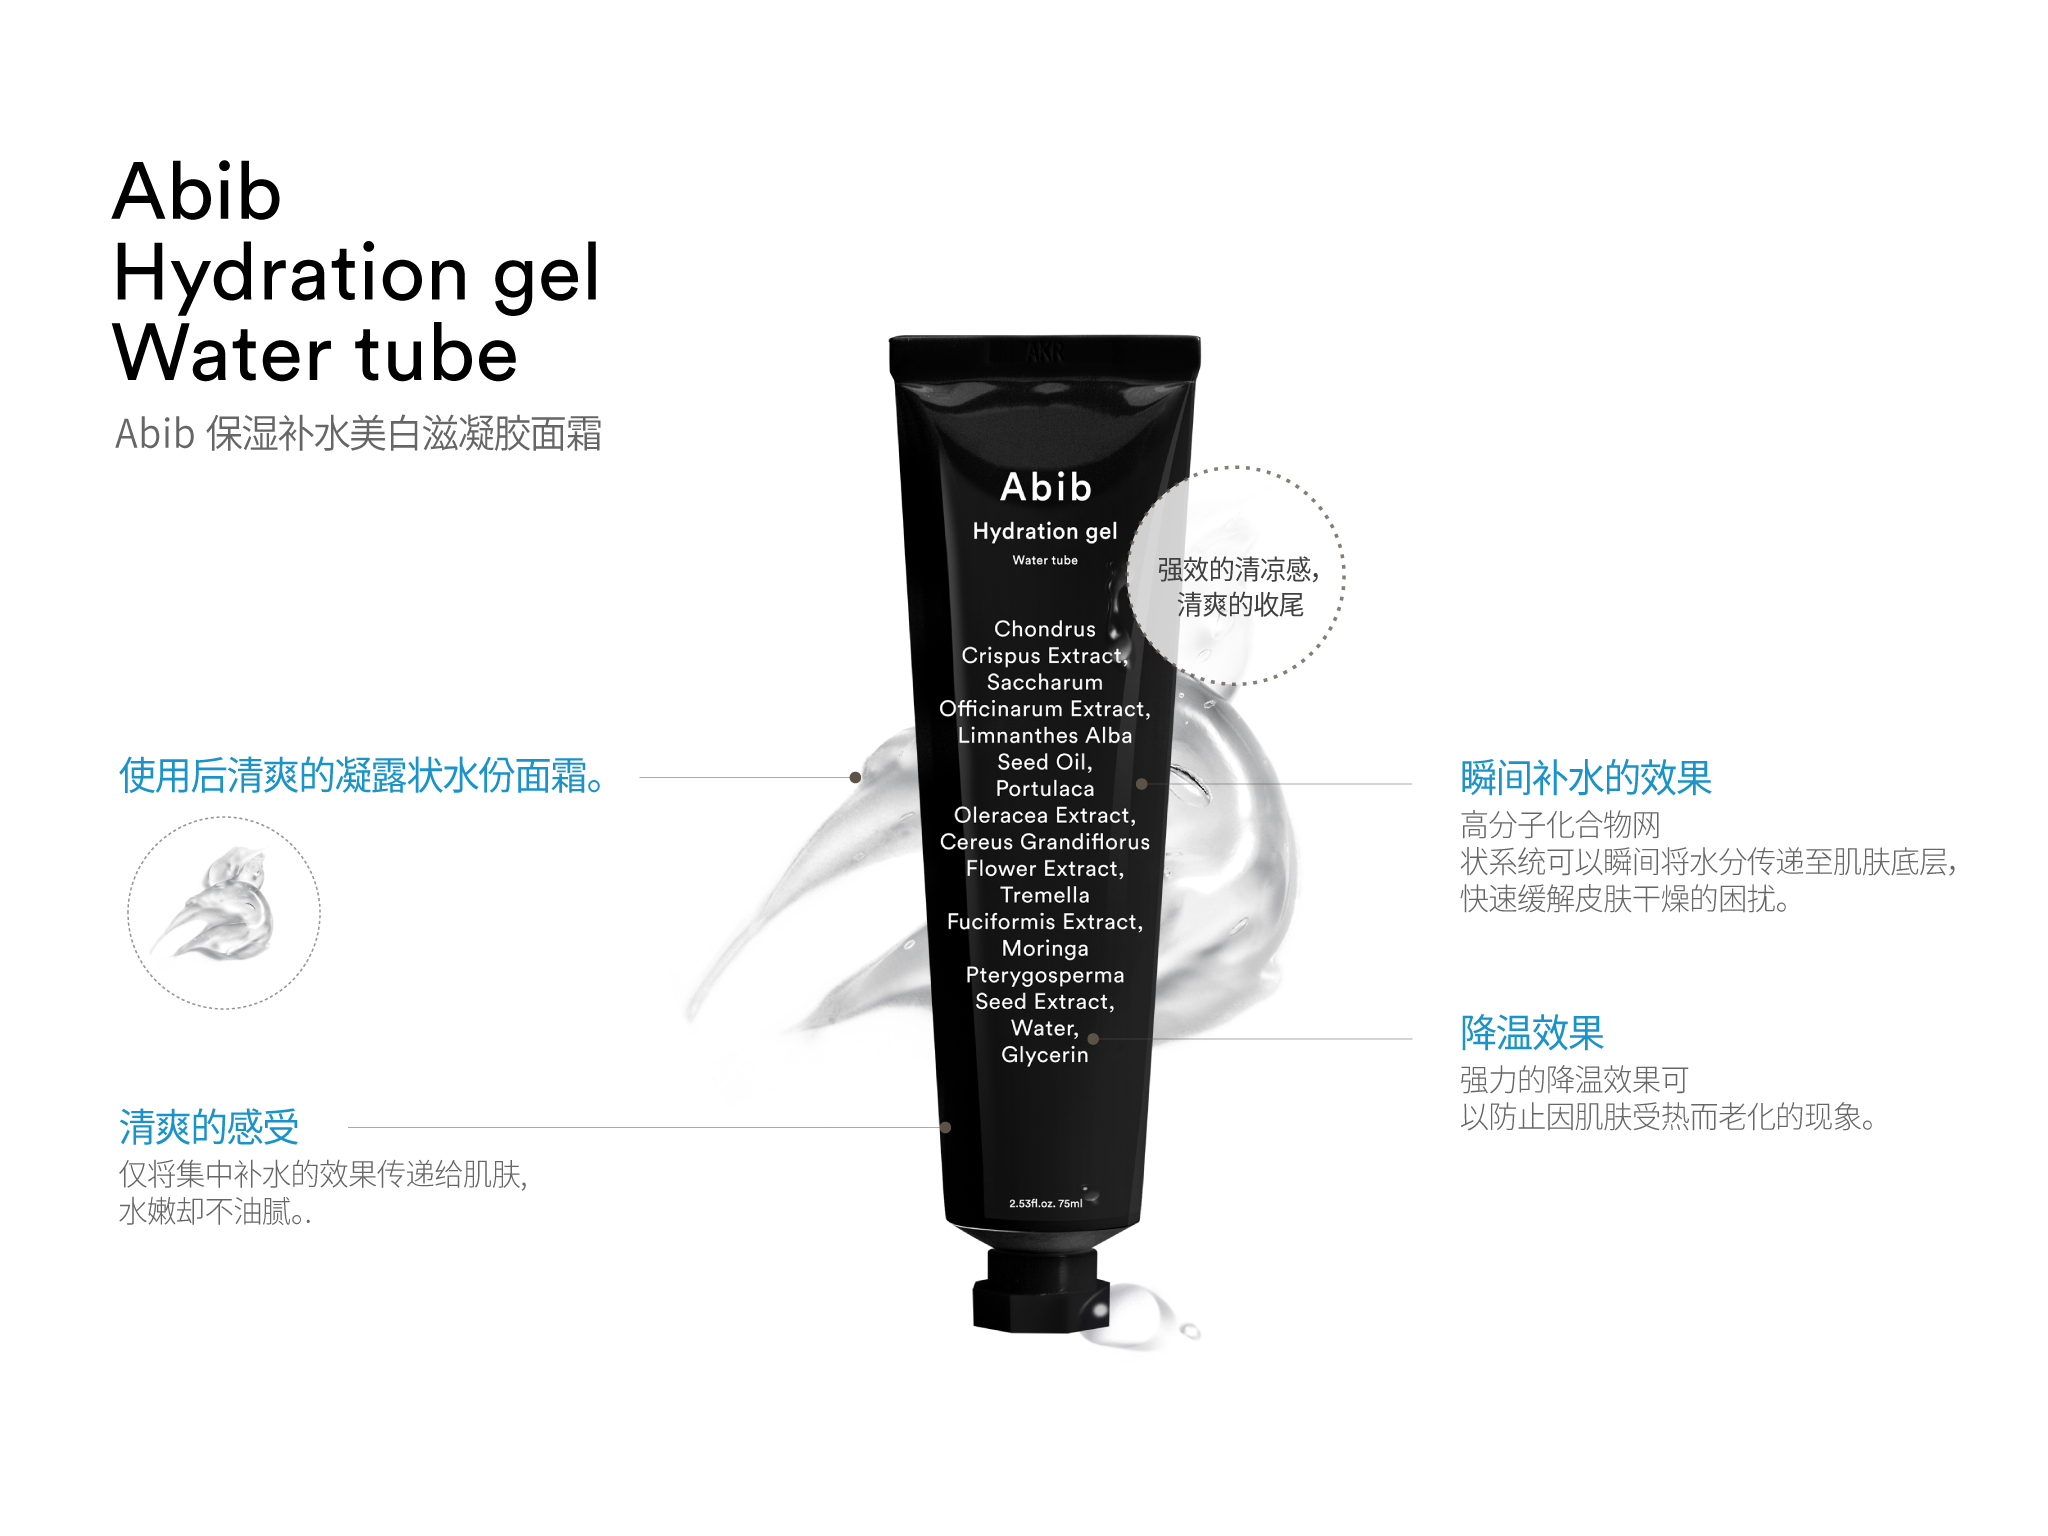 Abib
Hydration gel
Water tube
Abib 保湿补水美白滋凝胶面霜
AKR
Abib
Hydration gel
Water tube
强效的清凉感，
清爽的收尾
Chondrus
Crispus Extract,
Saccharum
Officinarum Extract,
Limnanthes Alba
Seed Oil,
Portulaca
Oleracea Extract,
Cereus Grandiflorus
Flower Extract,
Tremella
Fuciformis Extract,
Moringa
Pterygosperma
Seed Extract,
Water,
Glycerin
2.53fl.oz. 75ml
使用后清爽的凝露状水份面霜。
清爽的感受
仅将集中补水的效果传递给肌肤,
水嫩却不油腻。.
瞬间补水的效果
高分子化合物网
状系统可以瞬间将水分传递至肌肤底层，
快速缓解皮肤干燥的困扰。
降温效果
强力的降温效果可
以防止因肌肤受热而老化的现象。